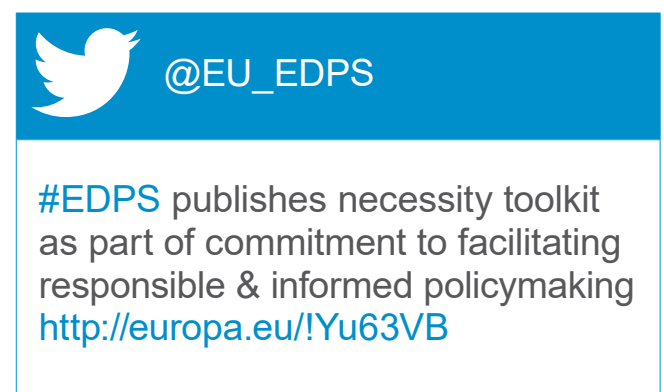 @EU_EDPS
#EDPS publishes necessity toolkit
as part of commitment to facilitating
responsible & informed policymaking
http://europa.eu/!Yu63VB